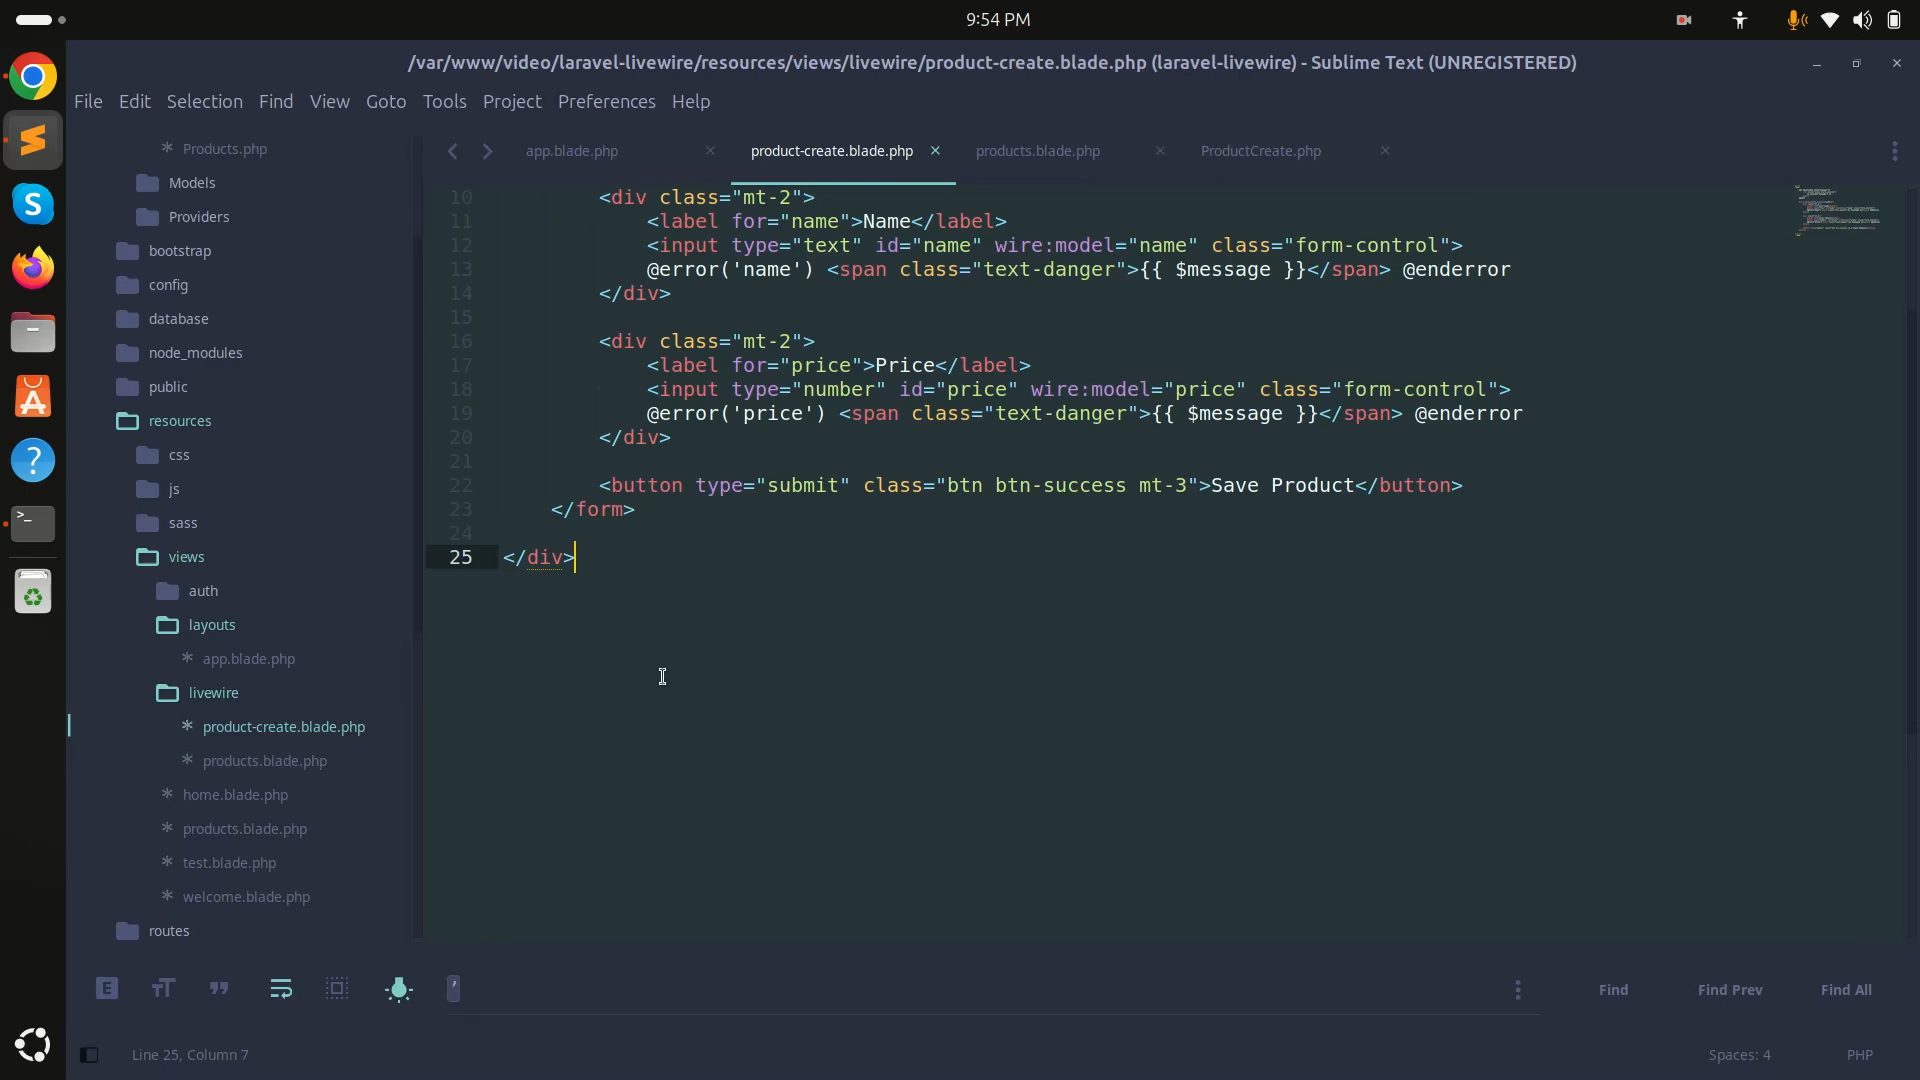 9:54 PM
/var/www/video/laravel-livewire/resources/views/livewire/product-create.blade.php (laravel-livewire) - Sublime Text (UNREGISTERED)
File Edit Selection Find View Goto Tools Project Preferences Help
* Products.php
Models
Providers
bootstrap
config
database
node_modules
public
resources
css
js
sass
views
auth
layouts
* app.blade.php
livewire
* product-create.blade.php
* products.blade.php
* home.blade.php
* products.blade.php
* test.blade.php
* welcome.blade.php
routes
app.blade.php product-create.blade.php products.blade.php ProductCreate.php
10 <div class="mt-2">
11 <label for="name">Name</label>
12 <input type="text" id="name" wire:model="name" class="form-control">
13 @error('name') <span class="text-danger">{{ $message }}</span> @enderror
14 </div>
15
16 <div class="mt-2">
17 <label for="price">Price</label>
18 <input type="number" id="price" wire:model="price" class="form-control">
19 @error('price') <span class="text-danger">{{ $message }}</span> @enderror
20 </div>
21
22 <button type="submit" class="btn btn-success mt-3">Save Product</button>
23 </form>
24
25 </div>
' Find Find Prev Find All
Line 25, Column 7 Spaces: 4 PHP